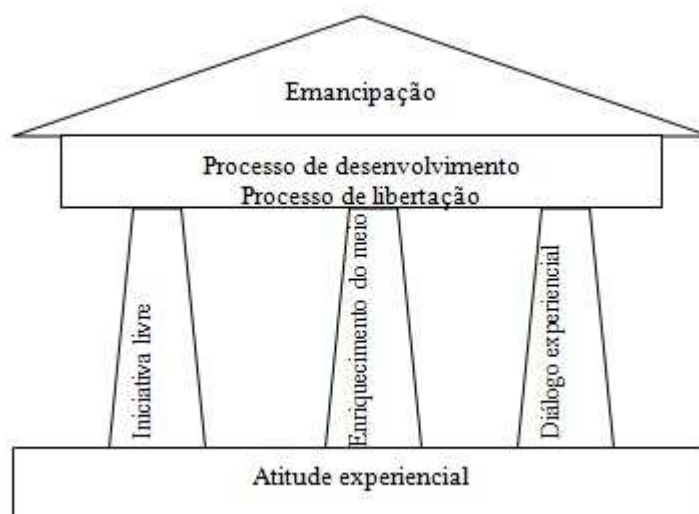 Emancipação
Processo de desenvolvimento
Processo de libertação
Iniciativa livre
Enriquecimento do meio
Diálogo experiencial
Atitude experiencial